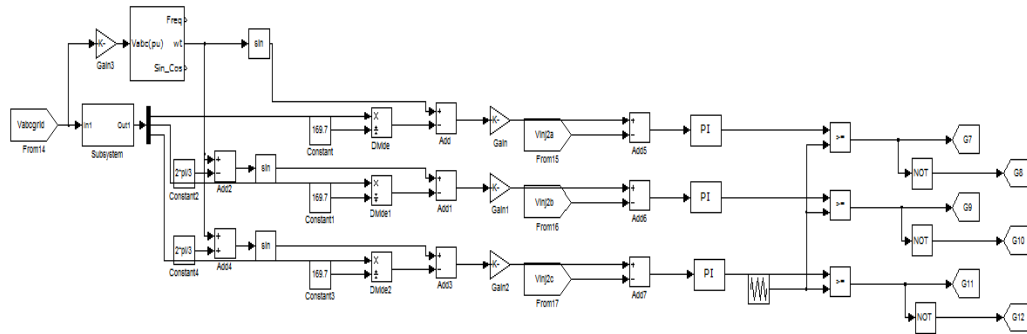 Freq
Vabc(pu) wt
Sin_Cos
-K-
Gain3
sin
Vabcgrid
From14
In1 Out1
Subsystem
169.7
Constant
×
÷
Divide
+
-
Add
-K-
Gain
Vinj2a
From15
+
-
Add5
PI
>=
G7
NOT
G8
2*pi/3
Constant2
+
-
Add2
sin
169.7
Constant1
×
÷
Divide1
+
-
Add1
-K-
Gain1
Vinj2b
From16
+
-
Add6
PI
>=
G9
NOT
G10
2*pi/3
Constant4
+
+
Add4
sin
169.7
Constant3
×
÷
Divide2
+
-
Add3
-K-
Gain2
Vinj2c
From17
+
-
Add7
PI
>=
G11
NOT
G12